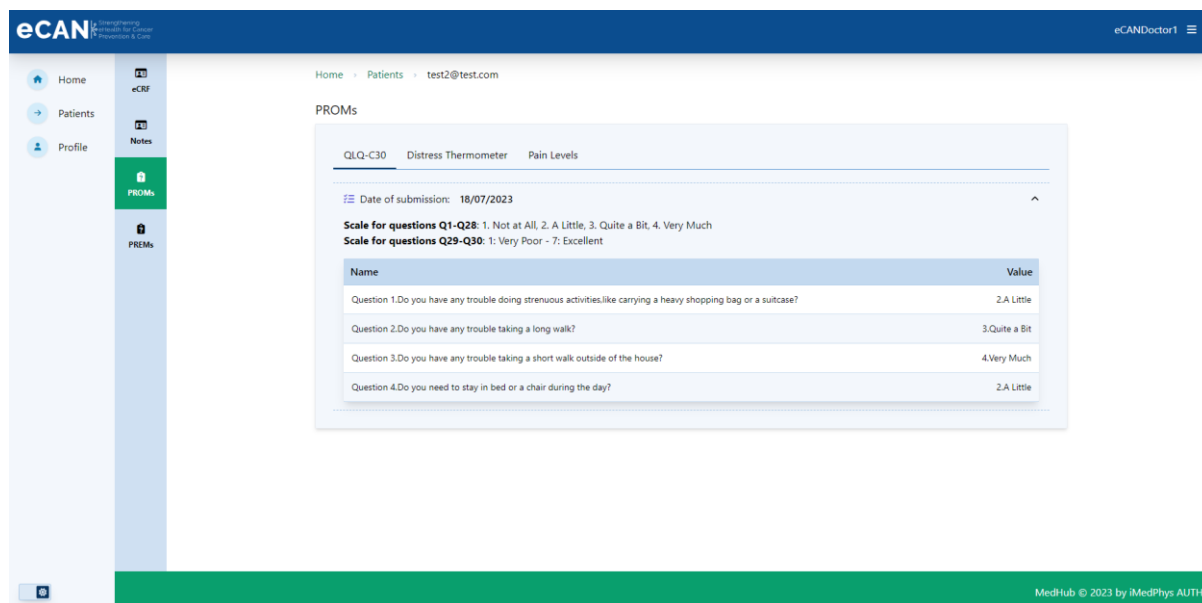 eCAN
Strengthening
eHealth for Cancer
Prevention & Care
eCANDoctor1
Home
Patients
Profile
eCRF
Notes
PROMs
PREMs
Home › Patients › test2@test.com
PROMs
QLQ-C30 Distress Thermometer Pain Levels
Date of submission: 18/07/2023
Scale for questions Q1-Q28: 1. Not at All, 2. A Little, 3. Quite a Bit, 4. Very Much
Scale for questions Q29-Q30: 1: Very Poor - 7: Excellent
Name Value
Question 1.Do you have any trouble doing strenuous activities.like carrying a heavy shopping bag or a suitcase? 2.A Little
Question 2.Do you have any trouble taking a long walk? 3.Quite a Bit
Question 3.Do you have any trouble taking a short walk outside of the house? 4.Very Much
Question 4.Do you need to stay in bed or a chair during the day? 2.A Little
MedHub © 2023 by iMedPhys AUTH